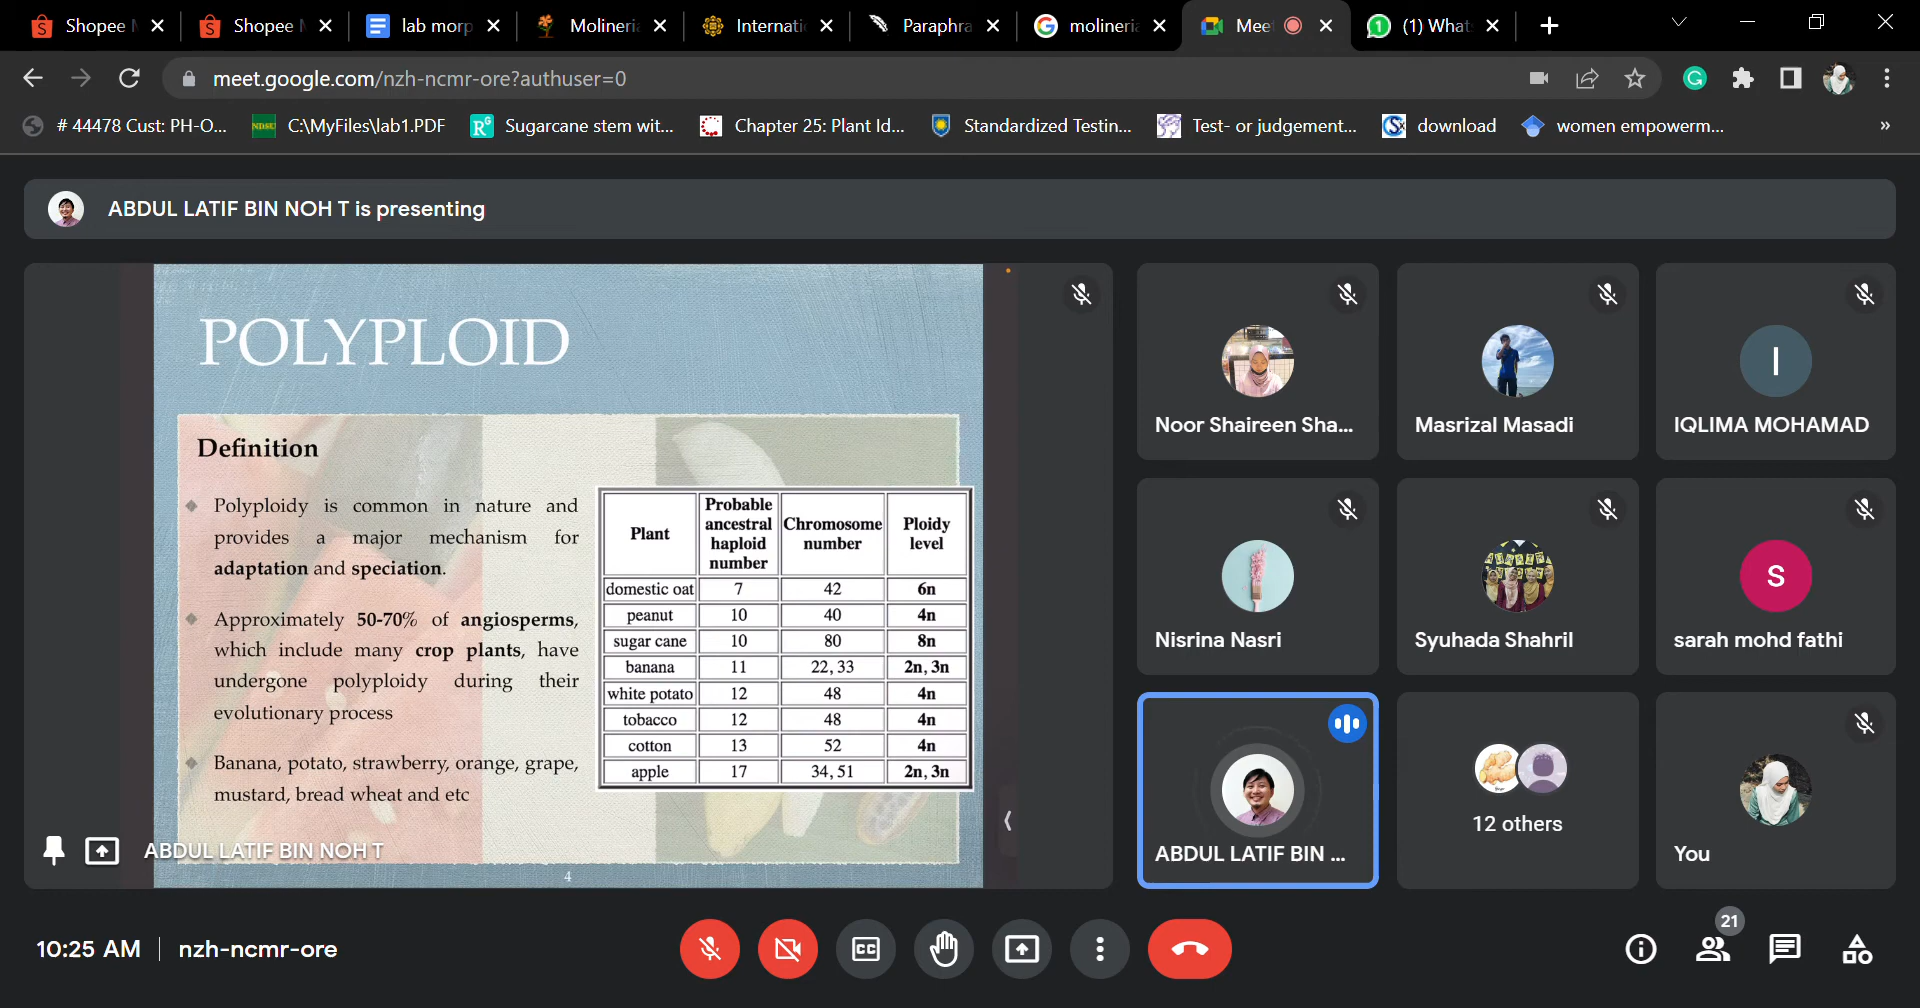 Shopee
Shopee
lab morp
Molineri
Internati
Paraphra
molineri
Meet
(1) What
meet.google.com/nzh-ncmr-ore?authuser=0
# 44478 Cust: PH-O...
C:\MyFiles\lab1.PDF
Sugarcane stem wit...
Chapter 25: Plant Id...
Standardized Testin...
Test- or judgement...
download
women empowerm...
»
ABDUL LATIF BIN NOH T is presenting
POLYPLOID
Definition
Polyploidy is common in nature and
provides a major mechanism for
adaptation and speciation.
Approximately 50-70% of angiosperms,
which include many crop plants, have
undergone polyploidy during their
evolutionary process
Banana, potato, strawberry, orange, grape,
mustard, bread wheat and etc
Plant Probable ancestral haploid number Chromosome number Ploidy level
domestic oat 7 42 6n
peanut 10 40 4n
sugar cane 10 80 8n
banana 11 22, 33 2n, 3n
white potato 12 48 4n
tobacco 12 48 4n
cotton 13 52 4n
apple 17 34, 51 2n, 3n
ABDUL LATIF BIN NOH T
4
Noor Shaireen Sha...
Masrizal Masadi
I
IQLIMA MOHAMAD
Nisrina Nasri
Syuhada Shahril
S
sarah mohd fathi
ABDUL LATIF BIN ...
12 others
You
10:25 AM | nzh-ncmr-ore
CC
21